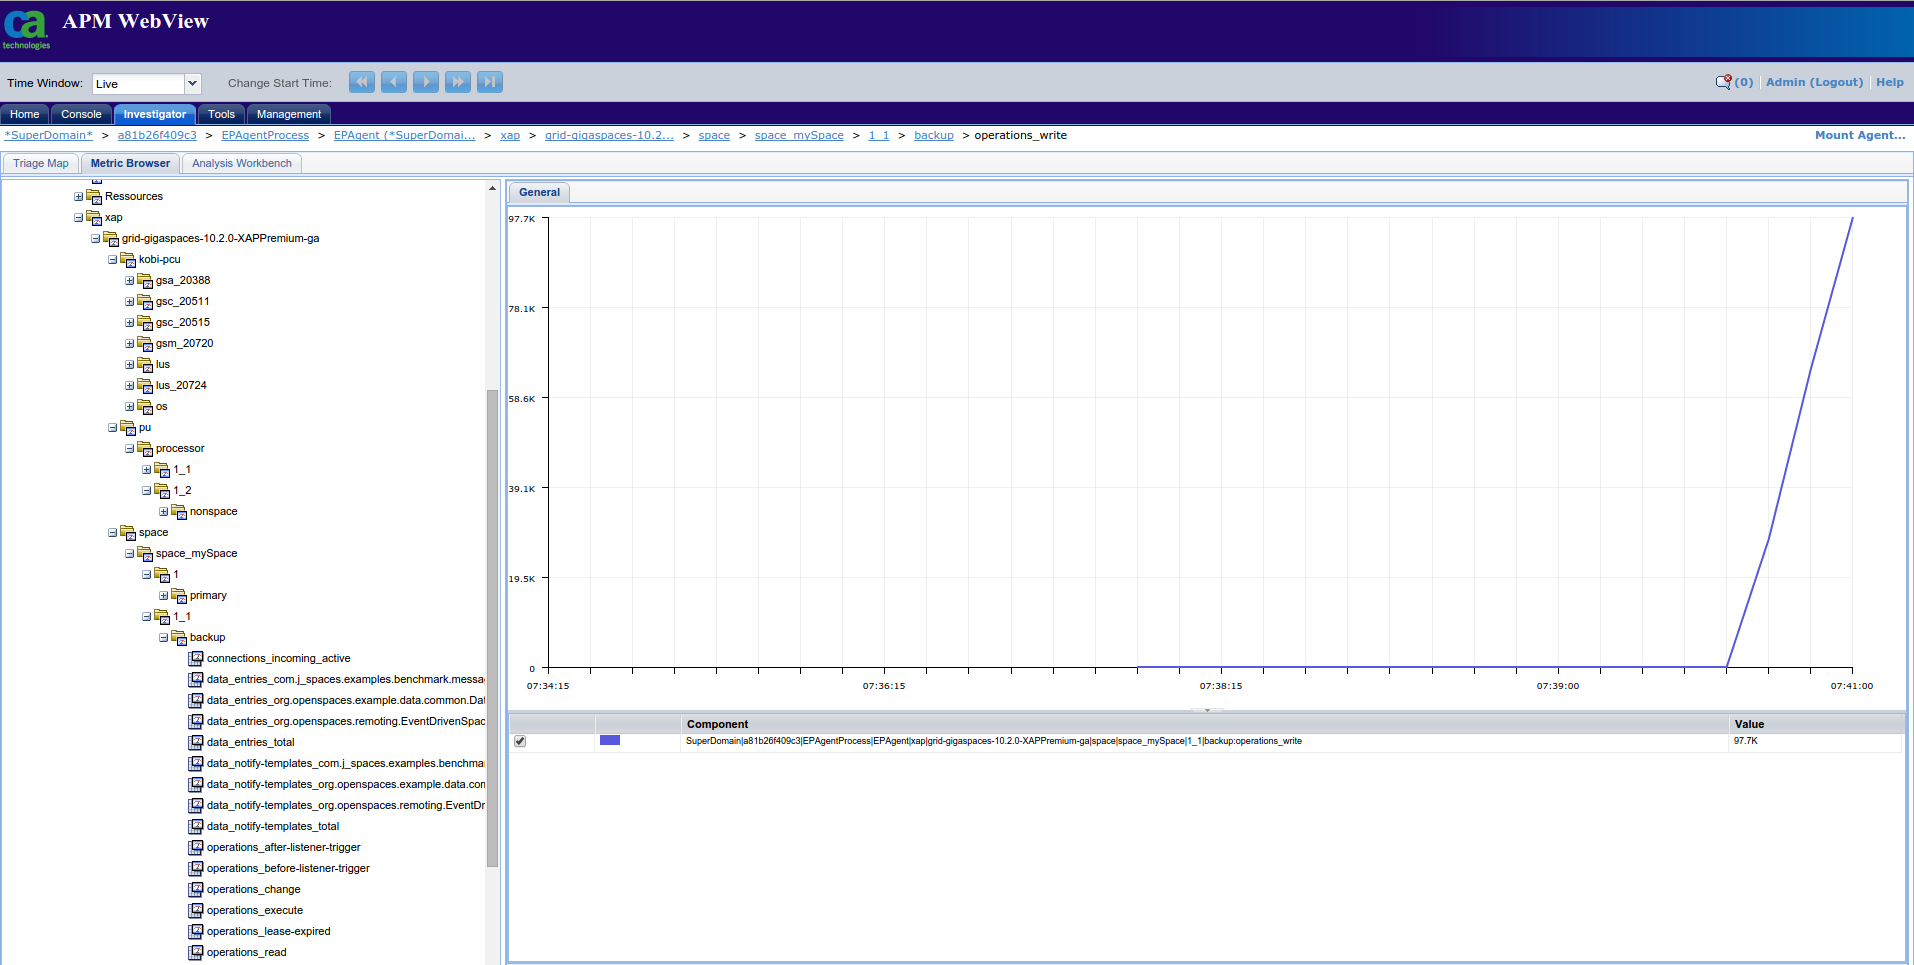 ca
technologies
APM WebView
Time Window: Live Change Start Time: (0) Admin (Logout) Help
Home Console Investigator Tools Management
*SuperDomain* > a81b26f409c3 > EPAgentProcess > EPAgent (*SuperDomai... > xap > grid-gigaspaces-10.2... > space > space_mySpace > 1_1 > backup > operations_write Mount Agent...
Triage Map Metric Browser Analysis Workbench
Ressources
xap
grid-gigaspaces-10.2.0-XAPPremium-ga
kobi-pcu
gsa_20388
gsc_20511
gsc_20515
gsm_20720
lus
lus_20724
os
pu
processor
1_1
1_2
nonspace
space
space_mySpace
1
primary
1_1
backup
connections_incoming_active
data_entries_com.j_spaces.examples.benchmark.messa
data_entries_org.openspaces.example.data.common.Dat
data_entries_org.openspaces.remoting.EventDrivenSpac
data_entries_total
data_notify-templates_com.j_spaces.examples.benchmar
data_notify-templates_org.openspaces.example.data.com
data_notify-templates_org.openspaces.remoting.EventDr
data_notify-templates_total
operations_after-listener-trigger
operations_before-listener-trigger
operations_change
operations_execute
operations_lease-expired
operations_read
General
97.7K
78.1K
58.6K
39.1K
19.5K
0
07:34:15 07:36:15 07:38:15 07:39:00 07:41:00
Component Value
SuperDomain|a81b26f409c3|EPAgentProcess|EPAgent|xap|grid-gigaspaces-10.2.0-XAPPremium-ga|space|space_mySpace|1_1|backup:operations_write 97.7K